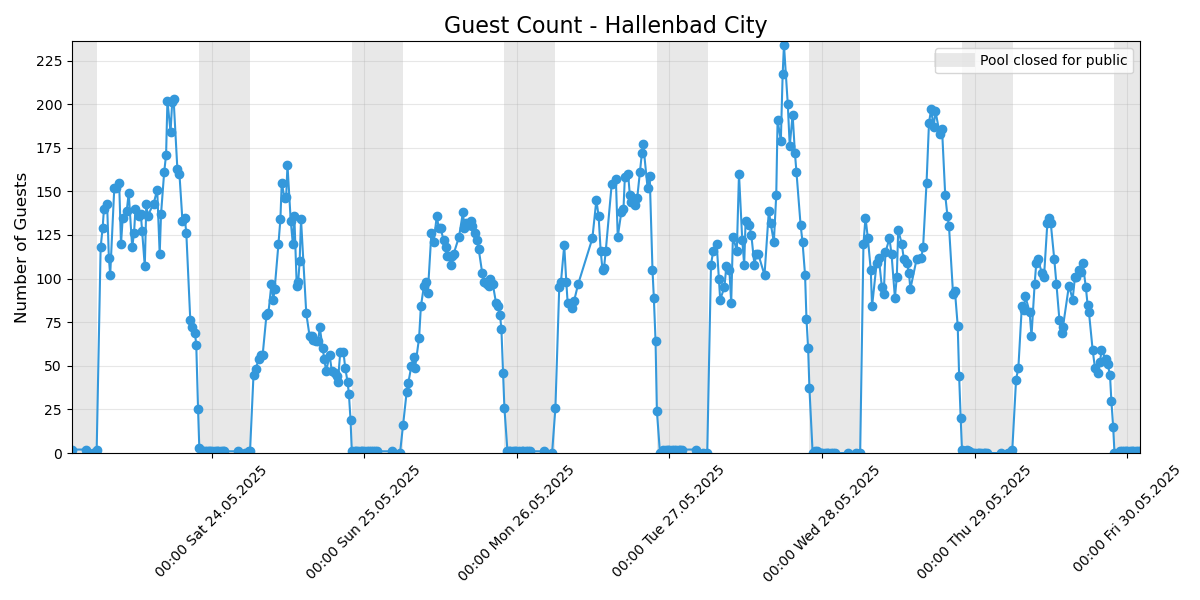 Guest Count - Hallenbad City
Number of Guests
225
200
175
150
125
100
75
50
25
0
Pool closed for public
00:00 Sat 24.05.2025
00:00 Sun 25.05.2025
00:00 Mon 26.05.2025
00:00 Tue 27.05.2025
00:00 Wed 28.05.2025
00:00 Thu 29.05.2025
00:00 Fri 30.05.2025